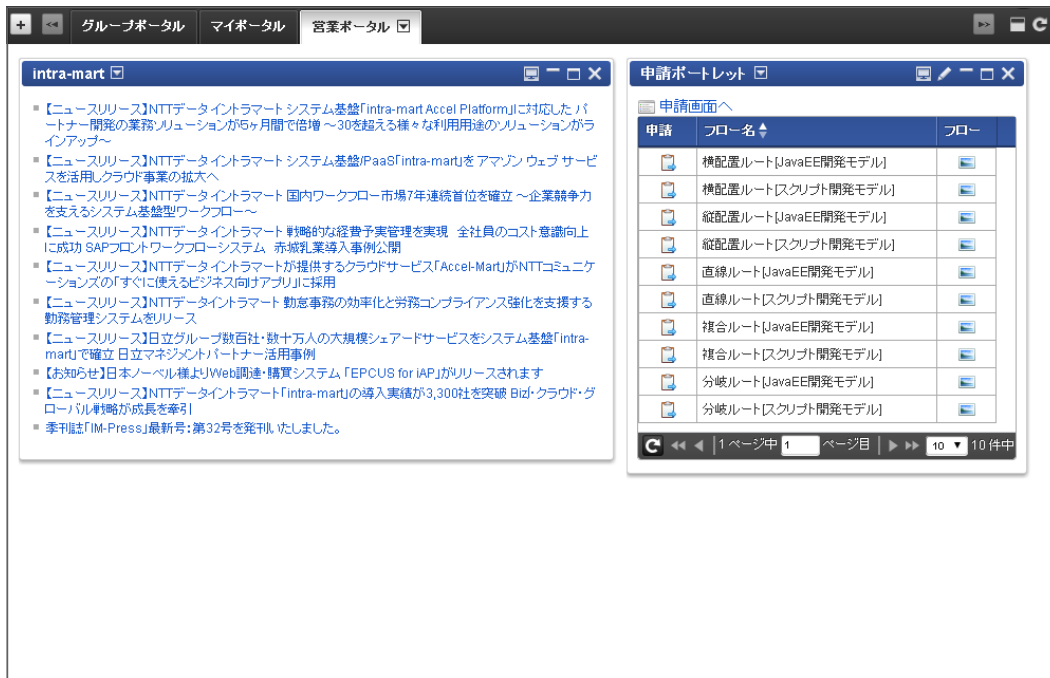 グループポータル マイポータル 営業ポータル
intra-mart
【ニュースリリース】NTTデータイントラマート システム基盤「intra-mart Accel Platform」に対応した パ
ートナー開発の業務ソリューションが5ヶ月間で倍増 ～30を超える様々な利用用途のソリューションがラ
インアップ～
【ニュースリリース】NTTデータイントラマート システム基盤/PaaS「intra-mart」を アマゾン ウェブ サービ
スを活用しクラウド事業の拡大へ
【ニュースリリース】NTTデータイントラマート 国内ワークフロー市場7年連続首位を確立 ～企業競争力
を支えるシステム基盤型ワークフロー～
【ニュースリリース】NTTデータイントラマート 戦略的な経費予実管理を実現 全社員のコスト意識向上
に成功 SAPフロントワークフローシステム 赤城乳業導入事例公開
【ニュースリリース】NTTデータイントラマートが提供するクラウドサービス「Accel-Mart」がNTTコミュニケ
ーションズの「すぐに使えるビジネス向けアプリ」に採用
【ニュースリリース】NTTデータイントラマート 勤怠事務の効率化と労務コンプライアンス強化を支援する
勤務管理システムをリリース
【ニュースリリース】日立グループ数百社・数十万人の大規模シェアードサービスをシステム基盤「intra-
mart」で確立 日立マネジメントパートナー活用事例
【お知らせ】日本ノーベル様よりWeb調達・購買システム 「EPCUS for iAP」がリリースされます
【ニュースリリース】NTTデータイントラマート「intra-mart」の導入実績が3,300社を突破 Biz∫・クラウド・グ
ローバル戦略が成長を牽引
季刊誌「IM-Press」最新号：第32号を発刊いたしました。
申請ポートレット
申請画面へ
申請 フロー名 フロー
横配置ルート[JavaEE開発モデル]
横配置ルート[スクリプト開発モデル]
縦配置ルート[JavaEE開発モデル]
縦配置ルート[スクリプト開発モデル]
直線ルート[JavaEE開発モデル]
直線ルート[スクリプト開発モデル]
複合ルート[JavaEE開発モデル]
複合ルート[スクリプト開発モデル]
分岐ルート[JavaEE開発モデル]
分岐ルート[スクリプト開発モデル]
1 ページ中 1 ページ目 10 10 件中